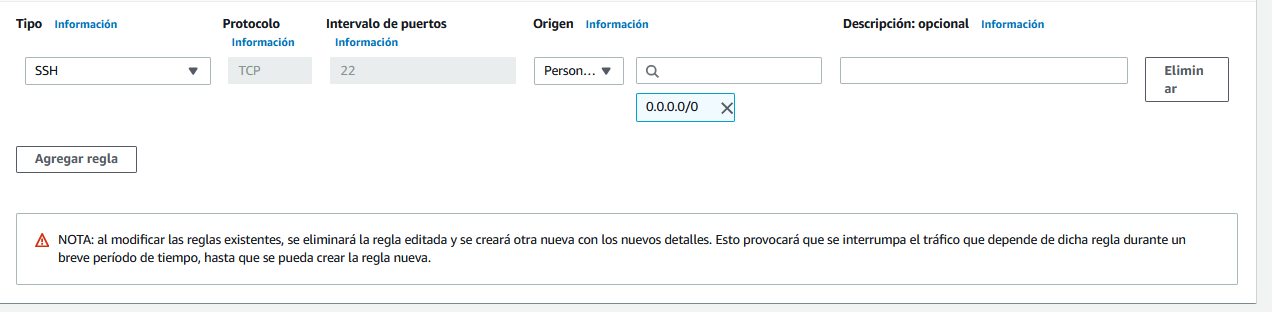 Tipo Información Protocolo Intervalo de puertos Origen Información Descripción: opcional Información
Información Información
SSH TCP 22 Person...
Elimin
ar
0.0.0.0/0
Agregar regla
NOTA: al modificar las reglas existentes, se eliminará la regla editada y se creará otra nueva con los nuevos detalles. Esto provocará que se interrumpa el tráfico que depende de dicha regla durante un
breve período de tiempo, hasta que se pueda crear la regla nueva.